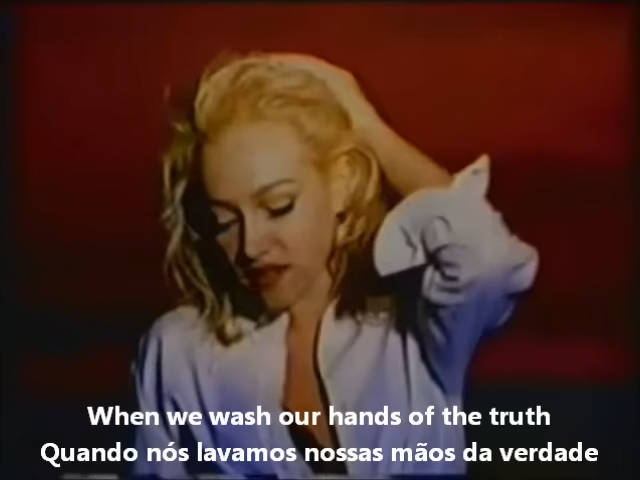 When we wash our hands of the truth
Quando nós lavamos nossas mãos da verdade